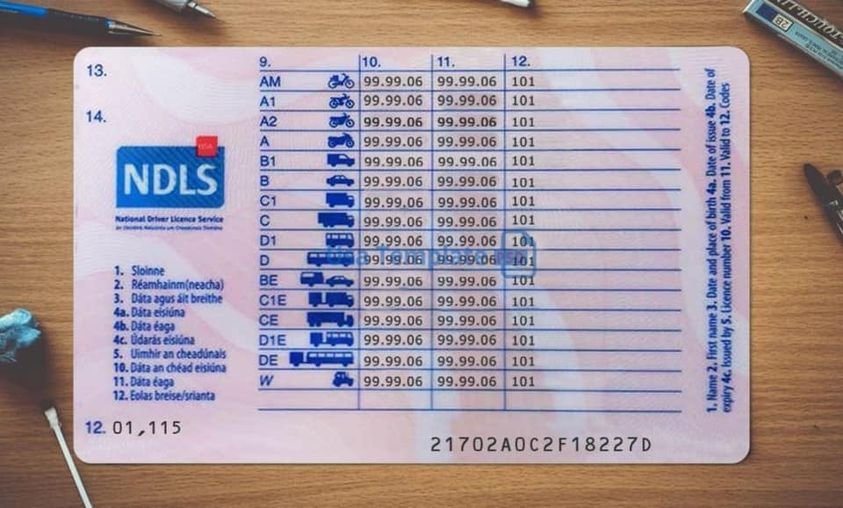 13.
14.
RSA
NDLS
National Driver Licence Service
1. Sloinne
2. Réamhainm(neacha)
3. Dáta agus áit breithe
4a. Dáta eisiúna
4b. Dáta éaga
4c. Údarás eisiúna
5. Uimhir an cheadúnais
10. Dáta an chéad eisiúna
11. Dáta éaga
12. Eolas breise/srianta
9. 10. 11. 12.
AM 99.99.06 99.99.06 101
A1 99.99.06 99.99.06 101
A2 99.99.06 99.99.06 101
A 99.99.06 99.99.06 101
B1 99.99.06 99.99.06 101
B 99.99.06 99.99.06 101
C1 99.99.06 99.99.06 101
C 99.99.06 99.99.06 101
D1 99.99.06 99.99.06 101
D 99.99.06 99.99.06 101
Template
BE 99.99.06 99.99.06 101
C1E 99.99.06 99.99.06 101
CE 99.99.06 99.99.06 101
D1E 99.99.06 99.99.06 101
DE 99.99.06 99.99.06 101
W 99.99.06 99.99.06 101
12. 01,115
21702A0C2F18227D
1. Name 2. First name 3. Date and place of birth 4a. Date of issue 4b. Date of
expiry 4c. Issued by 5. Licence number 10. Valid from 11. Valid to 12. Codes
2B